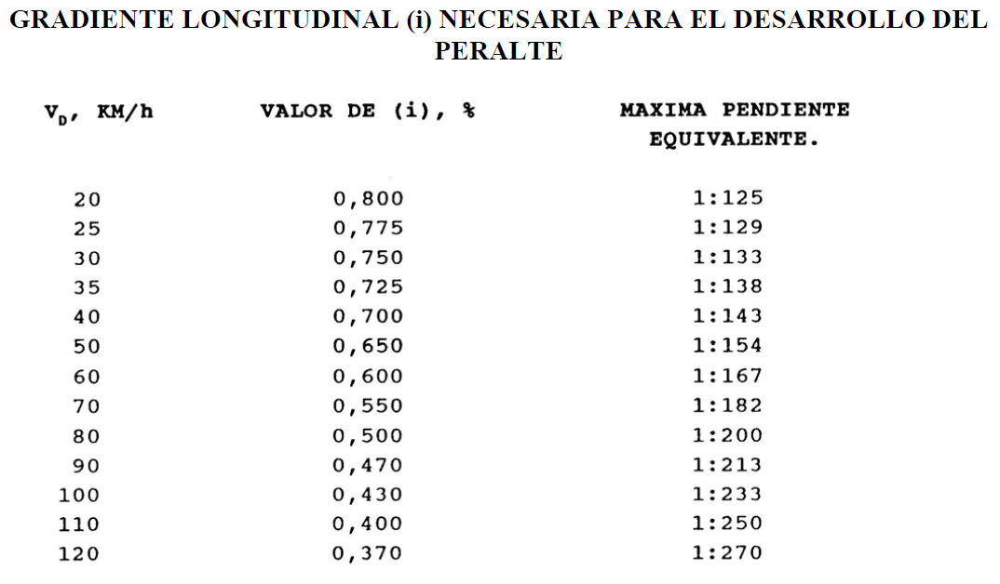 GRADIENTE LONGITUDINAL (i) NECESARIA PARA EL DESARROLLO DEL
PERALTE
V_D, KM/h VALOR DE (i), % MAXIMA PENDIENTE
EQUIVALENTE.
20 0,800 1:125
25 0,775 1:129
30 0,750 1:133
35 0,725 1:138
40 0,700 1:143
50 0,650 1:154
60 0,600 1:167
70 0,550 1:182
80 0,500 1:200
90 0,470 1:213
100 0,430 1:233
110 0,400 1:250
120 0,370 1:270